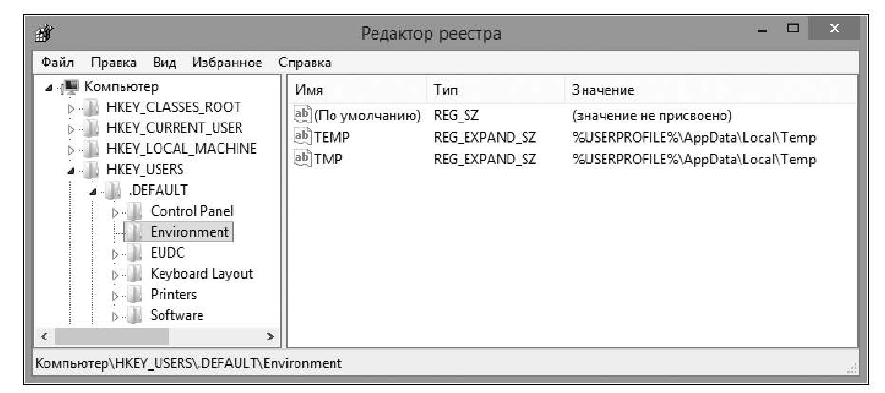 Редактор реестра
Файл Правка Вид Избранное Справка
Компьютер
HKEY_CLASSES_ROOT
HKEY_CURRENT_USER
HKEY_LOCAL_MACHINE
HKEY_USERS
.DEFAULT
Control Panel
Environment
EUDC
Keyboard Layout
Printers
Software
Имя Тип Значение
(По умолчанию) REG_SZ (значение не присвоено)
TEMP REG_EXPAND_SZ %USERPROFILE%\AppData\Local\Temp
TMP REG_EXPAND_SZ %USERPROFILE%\AppData\Local\Temp
Компьютер\HKEY_USERS\.DEFAULT\Environment